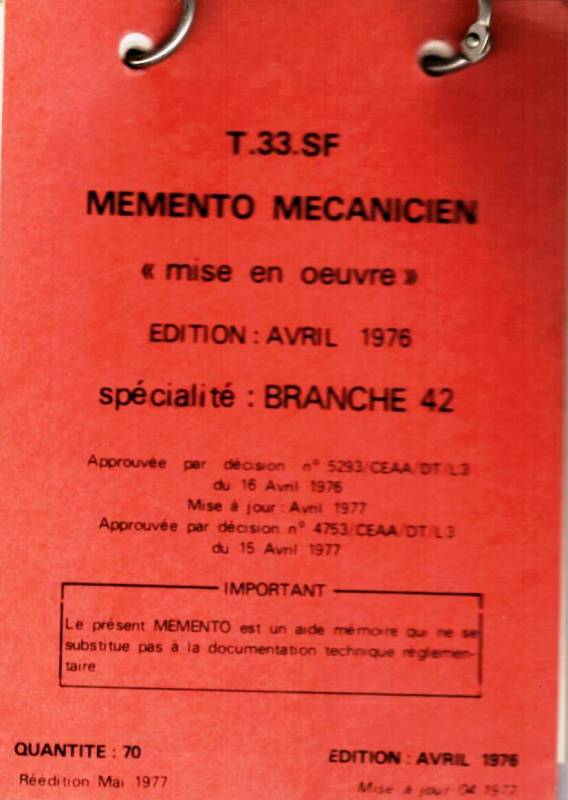 T.33.SF
MEMENTO MECANICIEN
« mise en oeuvre »
EDITION : AVRIL 1976
spécialité : BRANCHE 42
Approuvée par décision n° 5293/CEAA/DT/L3
du 16 Avril 1976
Mise à jour : Avril 1977
Approuvée par décision n° 4753/CEAA/DT/L3
du 15 Avril 1977
IMPORTANT
Le présent MEMENTO est un aide mémoire qui ne se
substitue pas à la documentation technique réglemen-
taire
QUANTITE : 70
Réédition Mai 1977
EDITION : AVRIL 1976
Mise à jour 04.1977